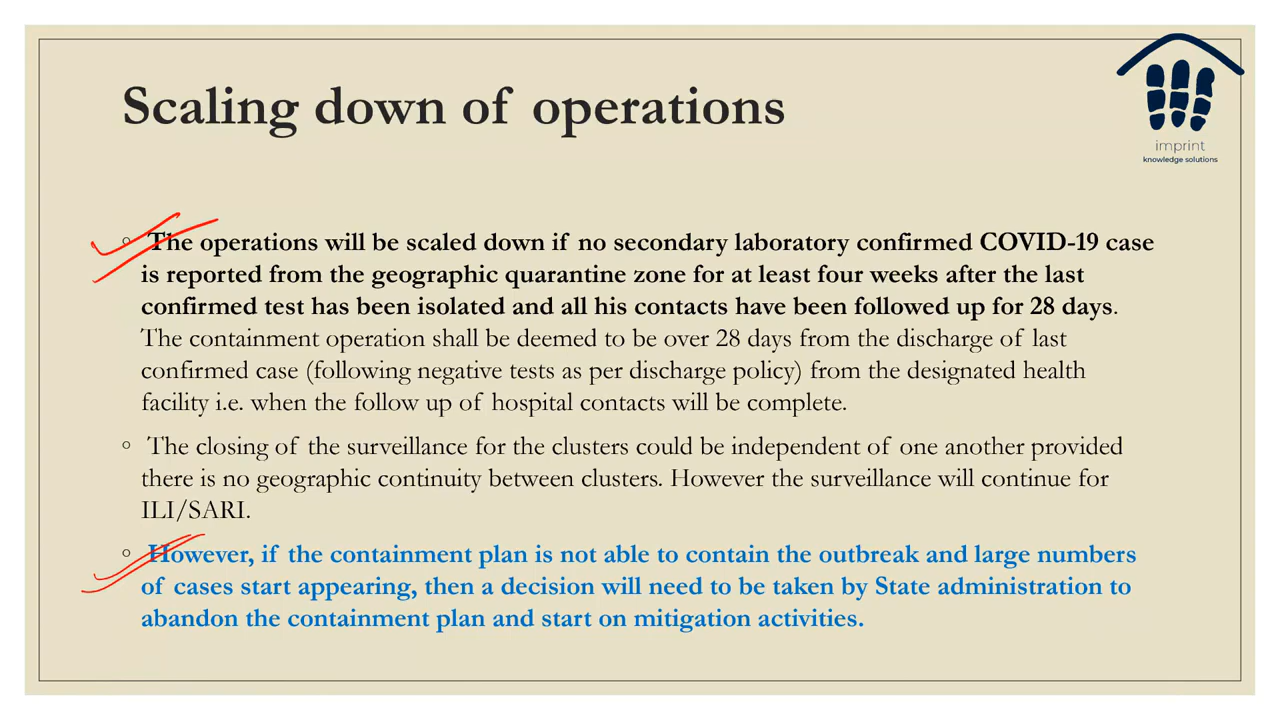 Scaling down of operations
imprint
knowledge solutions
◦ The operations will be scaled down if no secondary laboratory confirmed COVID-19 case
is reported from the geographic quarantine zone for at least four weeks after the last
confirmed test has been isolated and all his contacts have been followed up for 28 days.
The containment operation shall be deemed to be over 28 days from the discharge of last
confirmed case (following negative tests as per discharge policy) from the designated health
facility i.e. when the follow up of hospital contacts will be complete.
◦ The closing of the surveillance for the clusters could be independent of one another provided
there is no geographic continuity between clusters. However the surveillance will continue for
ILI/SARI.
◦ However, if the containment plan is not able to contain the outbreak and large numbers
of cases start appearing, then a decision will need to be taken by State administration to
abandon the containment plan and start on mitigation activities.